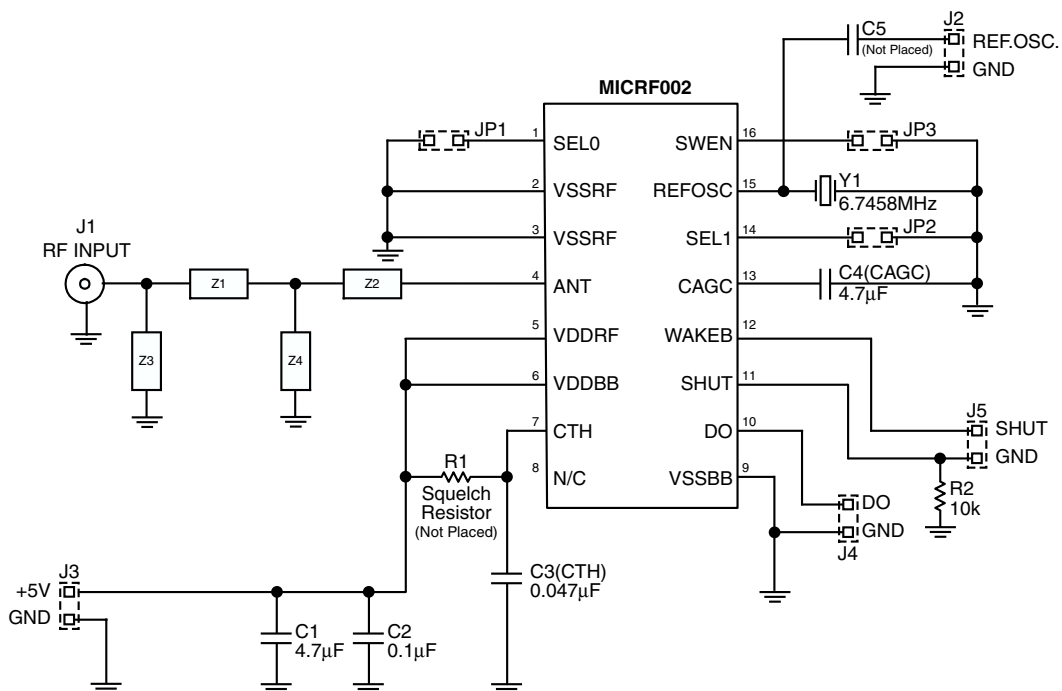 C5
(Not Placed)
J2
REF.OSC.
GND
MICRF002
JP1
1
SEL0
SWEN
16
JP3
2
VSSRF
REFOSC
15
Y1
6.7458MHz
3
VSSRF
SEL1
14
JP2
J1
RF INPUT
Z1
Z2
4
ANT
CAGC
13
C4(CAGC)
4.7µF
Z3
Z4
5
VDDRF
WAKEB
12
6
VDDBB
SHUT
11
7
CTH
DO
10
J5
SHUT
GND
8
N/C
VSSBB
9
R1
Squelch
Resistor
(Not Placed)
R2
10k
DO
GND
J4
J3
+5V
GND
C3(CTH)
0.047µF
C1
4.7µF
C2
0.1µF